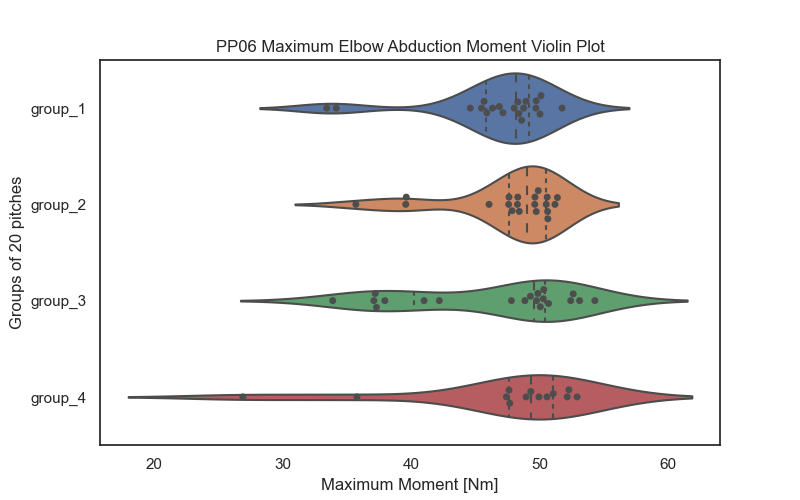 PP06 Maximum Elbow Abduction Moment Violin Plot
Groups of 20 pitches
group_1
group_2
group_3
group_4
20 30 40 50 60
Maximum Moment [Nm]